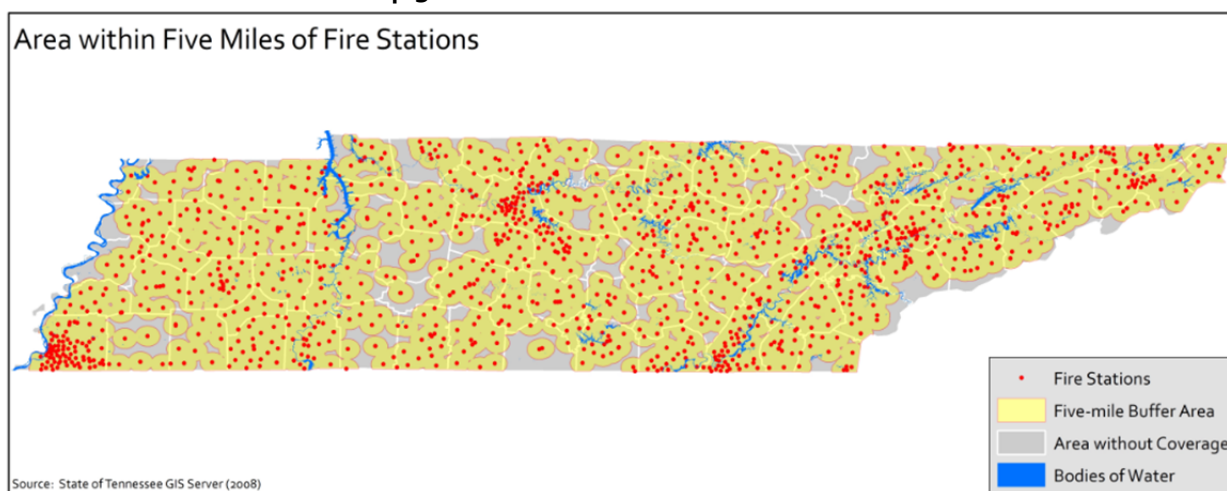 Area within Five Miles of Fire Stations
Fire Stations
Five-mile Buffer Area
Area without Coverage
Bodies of Water
Source: State of Tennessee GIS Server (2008)